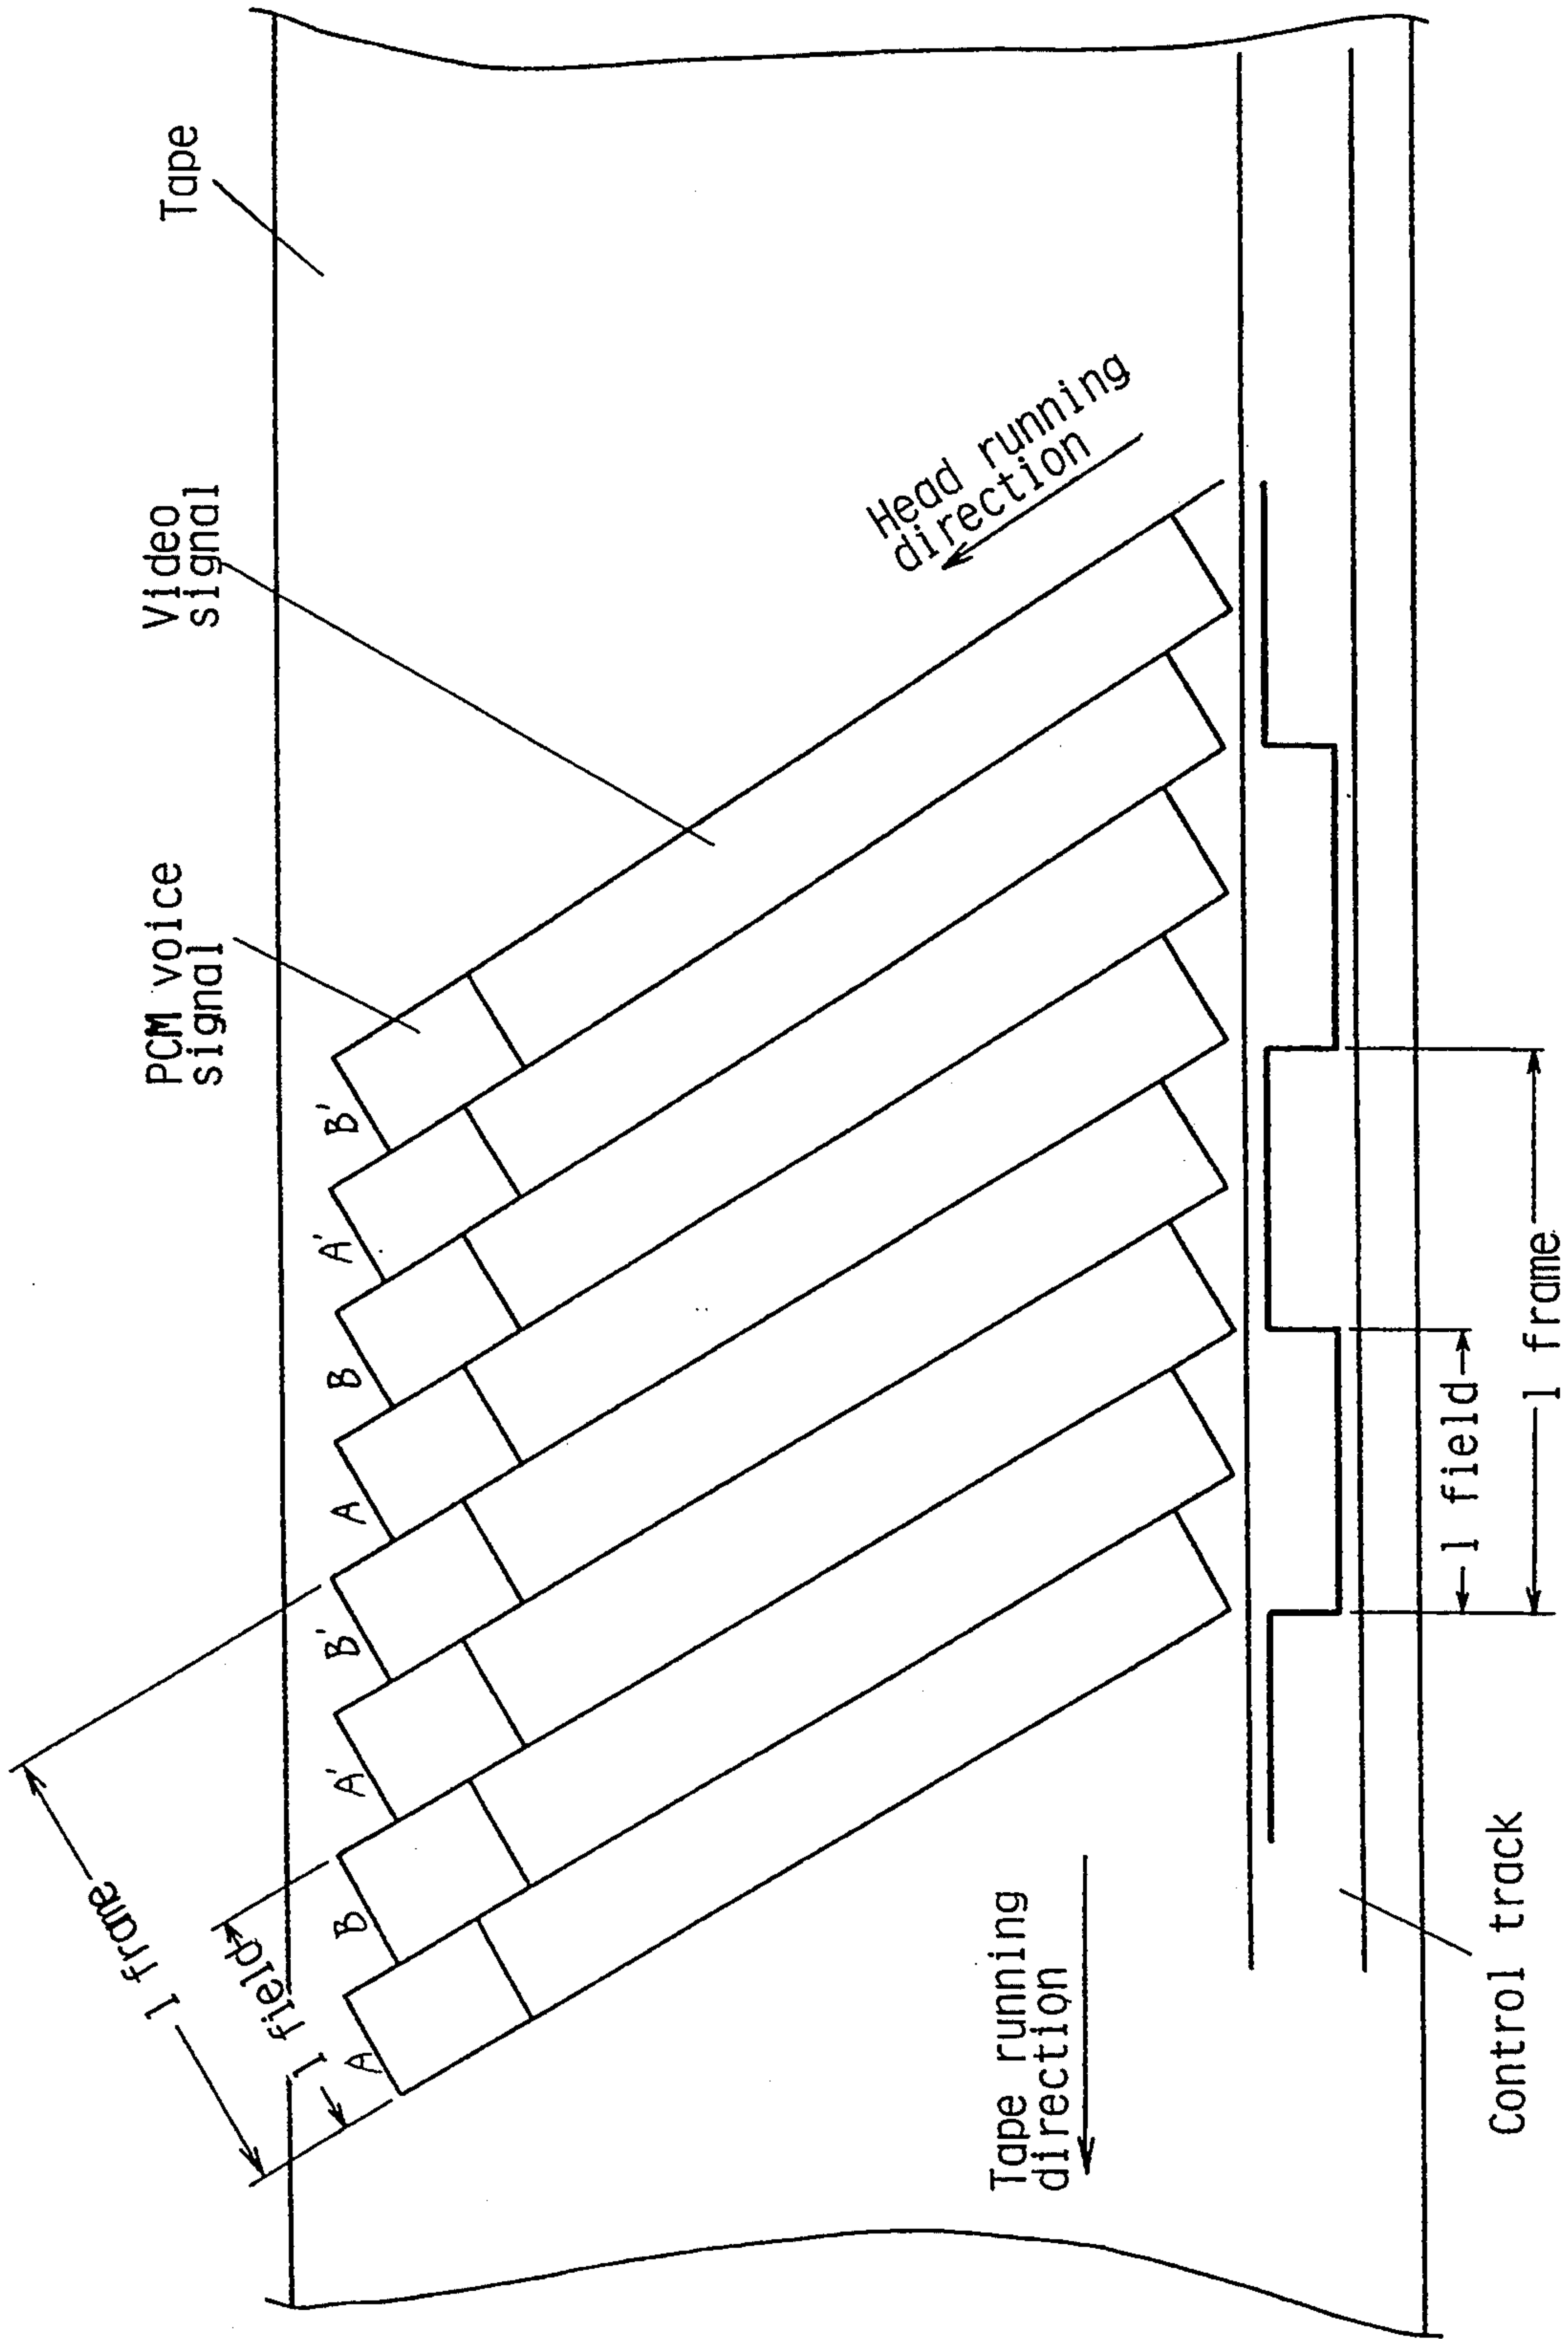 1 frame
1 field
A
B
A'
B'
A
B
A'
B'
PCM voice
signal
Video
signal
Tape
Head running
direction
Tape running
direction
Control track
1 field
1 frame